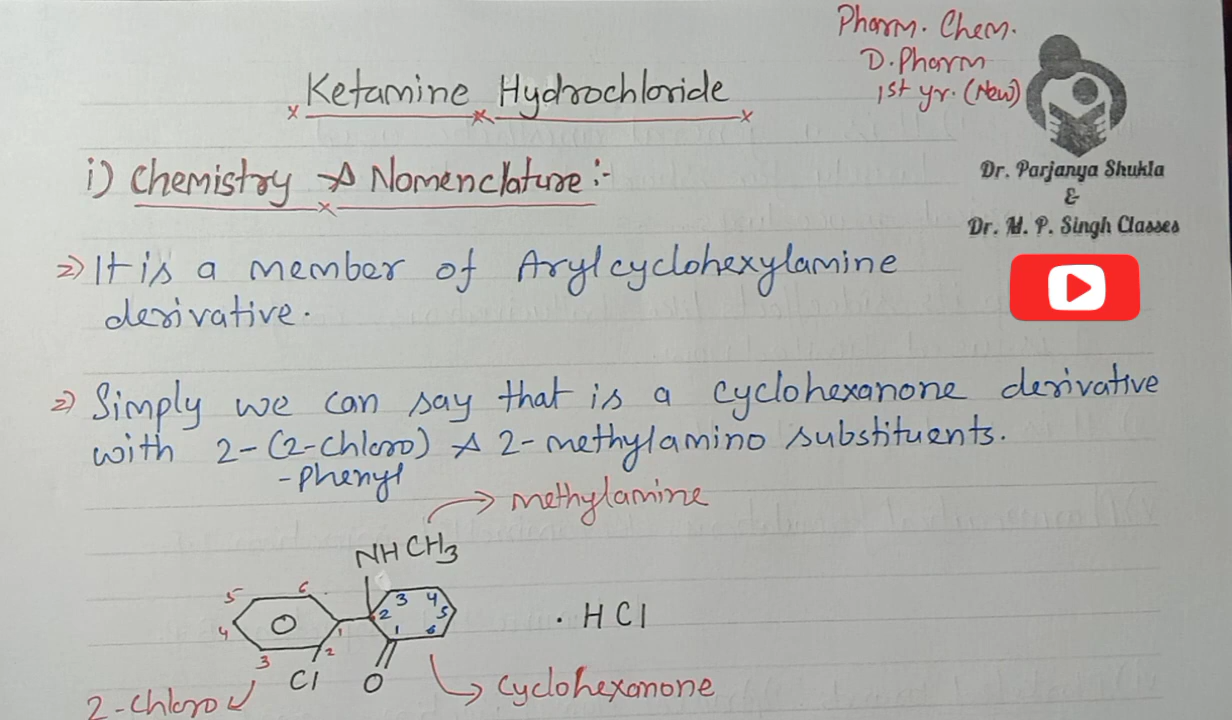 Pharm. Chem.
D. Pharm
1st yr. (New)
Ketamine Hydrochloride
Dr. Parjanya Shukla
&
Dr. M. P. Singh Classes
i) Chemistry & Nomenclature :-
=) It is a member of Arylcyclohexylamine
derivative.
=) Simply we can say that is a cyclohexanone derivative
with 2-(2-chloro) & 2-methylamino substituents.
-Phenyl
→ methylamine
NHCH3
5 6 3 4
4 1 2 5
3 2 1 6
. HCl
Cl O
→ cyclohexanone
2-chloro